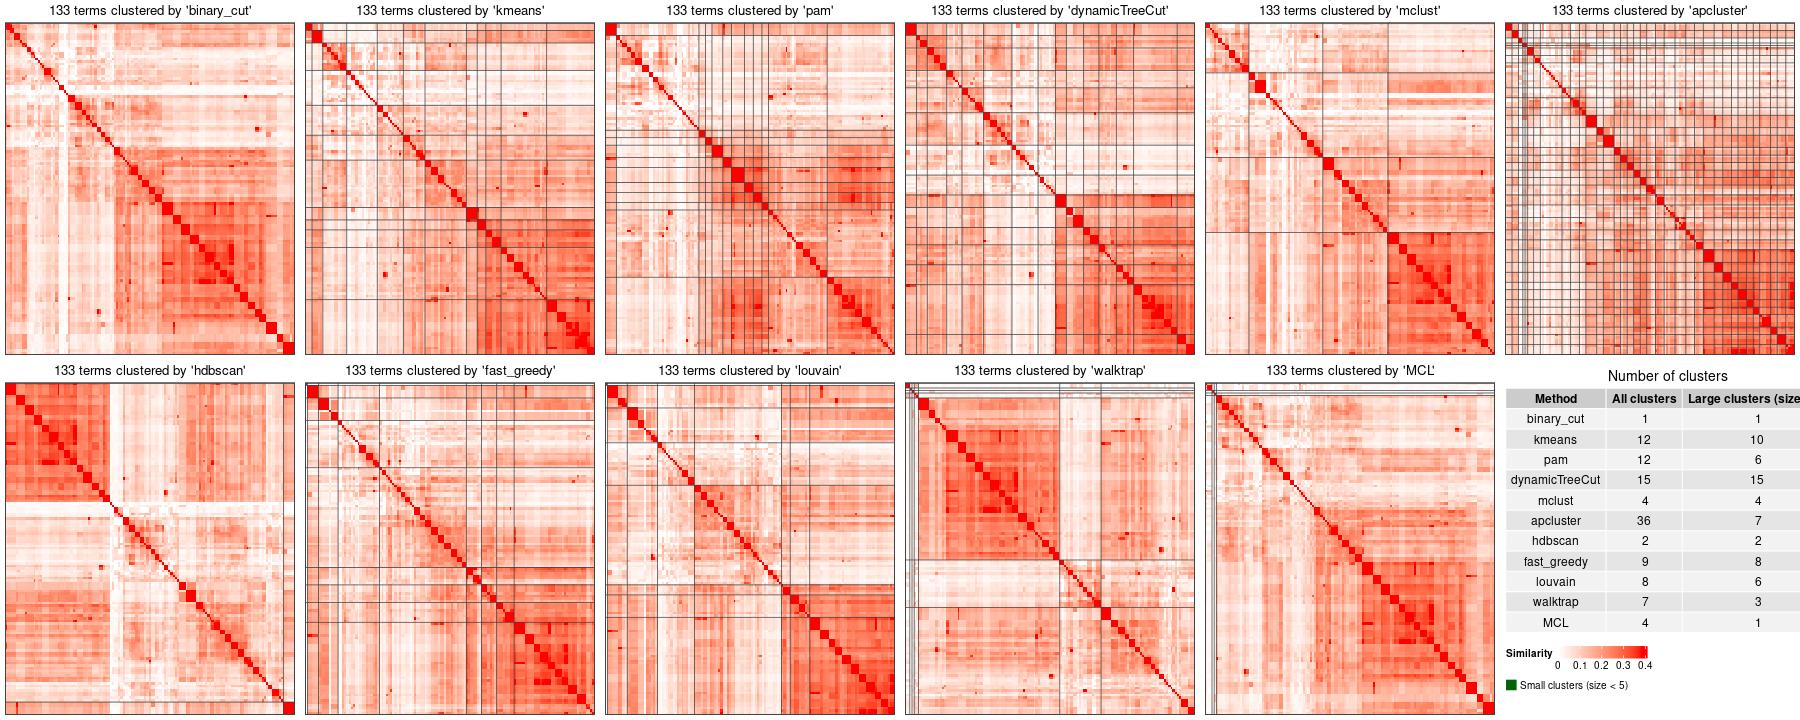 133 terms clustered by 'binary_cut'
133 terms clustered by 'kmeans'
133 terms clustered by 'pam'
133 terms clustered by 'dynamicTreeCut'
133 terms clustered by 'mclust'
133 terms clustered by 'apcluster'
133 terms clustered by 'hdbscan'
133 terms clustered by 'fast_greedy'
133 terms clustered by 'louvain'
133 terms clustered by 'walktrap'
133 terms clustered by 'MCL'
Number of clusters
Method All clusters Large clusters (size
binary_cut 1 1
kmeans 12 10
pam 12 6
dynamicTreeCut 15 15
mclust 4 4
apcluster 36 7
hdbscan 2 2
fast_greedy 9 8
louvain 8 6
walktrap 7 3
MCL 4 1
Similarity
0 0.1 0.2 0.3 0.4
Small clusters (size < 5)